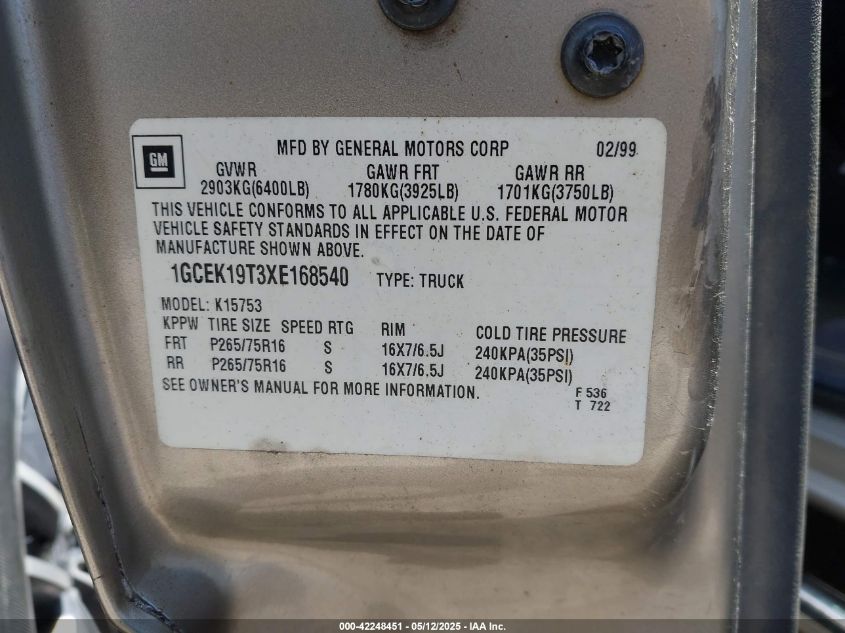 GM
MFD BY GENERAL MOTORS CORP 02/99
GVWR GAWR FRT GAWR RR
2903KG(6400LB) 1780KG(3925LB) 1701KG(3750LB)
THIS VEHICLE CONFORMS TO ALL APPLICABLE U.S. FEDERAL MOTOR
VEHICLE SAFETY STANDARDS IN EFFECT ON THE DATE OF
MANUFACTURE SHOWN ABOVE.
1GCEK19T3XE168540 TYPE: TRUCK
MODEL: K15753
KPPW TIRE SIZE SPEED RTG RIM COLD TIRE PRESSURE
FRT P265/75R16 S 16X7/6.5J 240KPA(35PSI)
RR P265/75R16 S 16X7/6.5J 240KPA(35PSI)
SEE OWNER'S MANUAL FOR MORE INFORMATION.
F 536
T 722
000-42248451 - 05/12/2025 - IAA Inc.